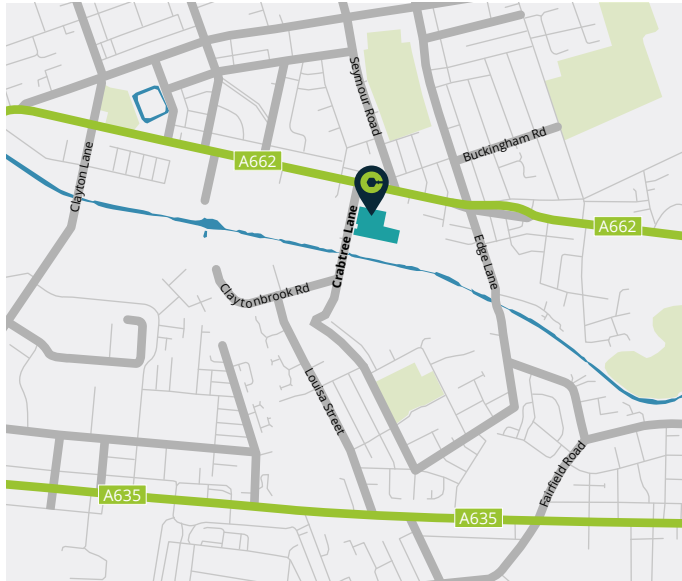 Seymour Road
Buckingham Rd
A662
Clayton Lane
Crabtree Lane
A662
Edge Lane
Claytonbrook Rd
Louisa Street
Fairfield Road
A635
A635